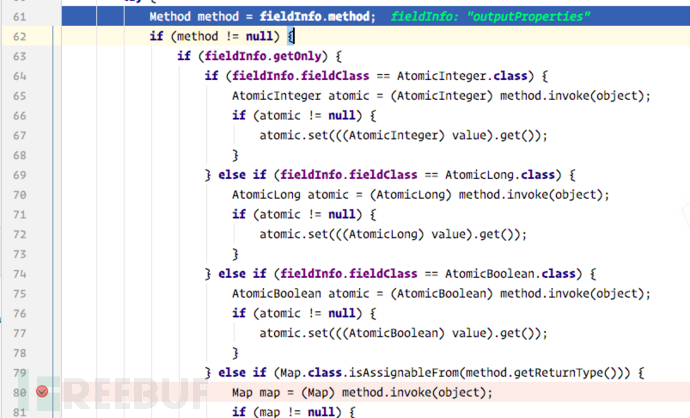 61 Method method = fieldInfo.method; fieldInfo: "outputProperties"
62 if (method != null) {
63 if (fieldInfo.getOnly) {
64 if (fieldInfo.fieldClass == AtomicInteger.class) {
65 AtomicInteger atomic = (AtomicInteger) method.invoke(object);
66 if (atomic != null) {
67 atomic.set(((AtomicInteger) value).get());
68 }
69 } else if (fieldInfo.fieldClass == AtomicLong.class) {
70 AtomicLong atomic = (AtomicLong) method.invoke(object);
71 if (atomic != null) {
72 atomic.set(((AtomicLong) value).get());
73 }
74 } else if (fieldInfo.fieldClass == AtomicBoolean.class) {
75 AtomicBoolean atomic = (AtomicBoolean) method.invoke(object);
76 if (atomic != null) {
77 atomic.set(((AtomicBoolean) value).get());
78 }
79 } else if (Map.class.isAssignableFrom(method.getReturnType())) {
80 Map map = (Map) method.invoke(object);
81 if (map != null) {
REEBUF